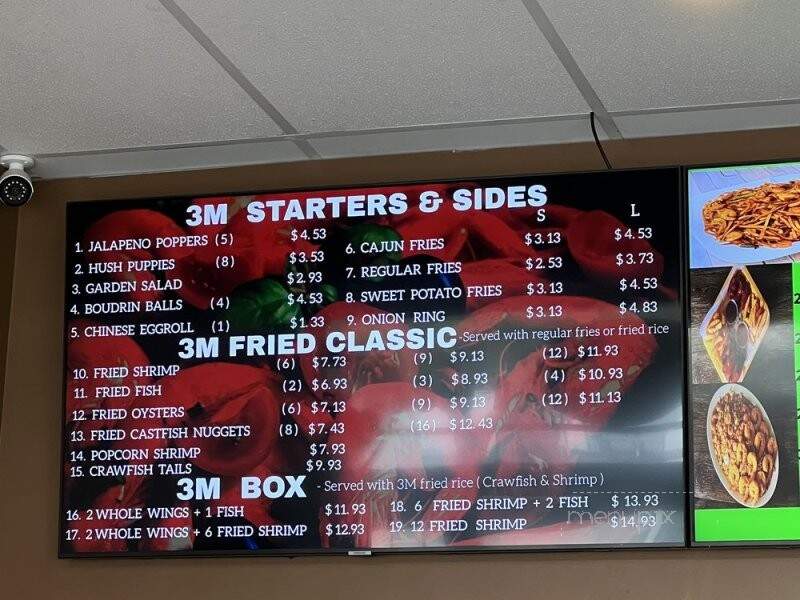 3M STARTERS & SIDES
S L
1. JALAPENO POPPERS (5) $4.53
2. HUSH PUPPIES (8) $3.53
3. GARDEN SALAD $2.93
4. BOUDRIN BALLS (4) $4.53
5. CHINESE EGGROLL (1) $1.33
6. CAJUN FRIES $3.13 $4.53
7. REGULAR FRIES $2.53 $3.73
8. SWEET POTATO FRIES $3.13 $4.53
9. ONION RING $3.13 $4.83
3M FRIED CLASSIC -Served with regular fries or fried rice
10. FRIED SHRIMP (6) $7.73 (9) $9.13 (12) $11.93
11. FRIED FISH (2) $6.93 (3) $8.93 (4) $10.93
12. FRIED OYSTERS (6) $7.13 (9) $9.13 (12) $11.13
13. FRIED CASTFISH NUGGETS (8) $7.43 (16) $12.43
14. POPCORN SHRIMP $7.93
15. CRAWFISH TAILS $9.93
3M BOX - Served with 3M fried rice ( Crawfish & Shrimp )
16. 2 WHOLE WINGS + 1 FISH $11.93
17. 2 WHOLE WINGS + 6 FRIED SHRIMP $12.93
18. 6 FRIED SHRIMP + 2 FISH $13.93
19. 12 FRIED SHRIMP $14.93
menupix